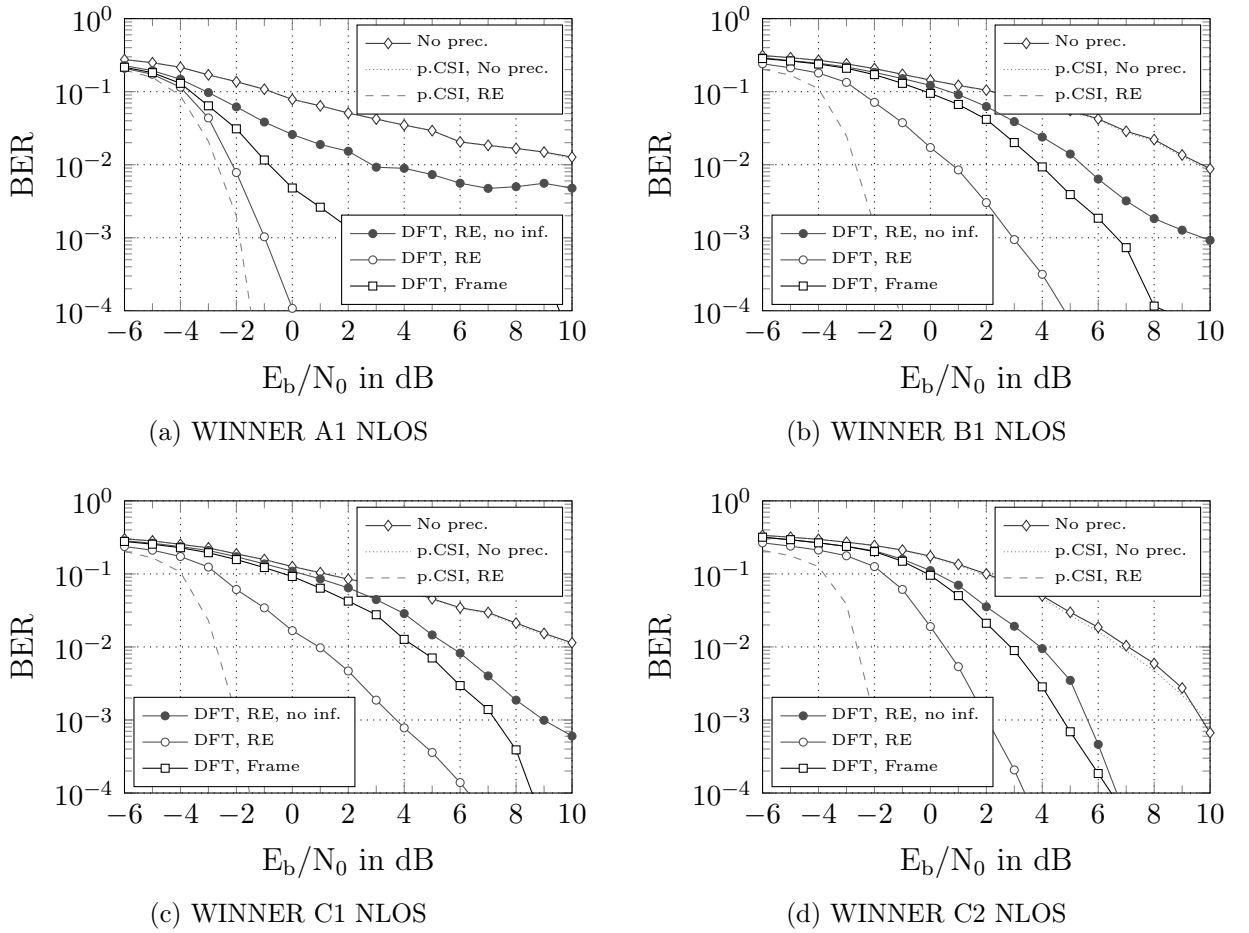 10^0
10^-1
10^-2
10^-3
10^-4
BER
No prec.
p.CSI, No prec.
p.CSI, RE
DFT, RE, no inf.
DFT, RE
DFT, Frame
−6 −4 −2 0 2 4 6 8 10
E_b/N_0 in dB
(a) WINNER A1 NLOS
10^0
10^-1
10^-2
10^-3
10^-4
BER
No prec.
p.CSI, No prec.
p.CSI, RE
DFT, RE, no inf.
DFT, RE
DFT, Frame
−6 −4 −2 0 2 4 6 8 10
E_b/N_0 in dB
(b) WINNER B1 NLOS
10^0
10^-1
10^-2
10^-3
10^-4
BER
No prec.
p.CSI, No prec.
p.CSI, RE
DFT, RE, no inf.
DFT, RE
DFT, Frame
−6 −4 −2 0 2 4 6 8 10
E_b/N_0 in dB
(c) WINNER C1 NLOS
10^0
10^-1
10^-2
10^-3
10^-4
BER
No prec.
p.CSI, No prec.
p.CSI, RE
DFT, RE, no inf.
DFT, RE
DFT, Frame
−6 −4 −2 0 2 4 6 8 10
E_b/N_0 in dB
(d) WINNER C2 NLOS